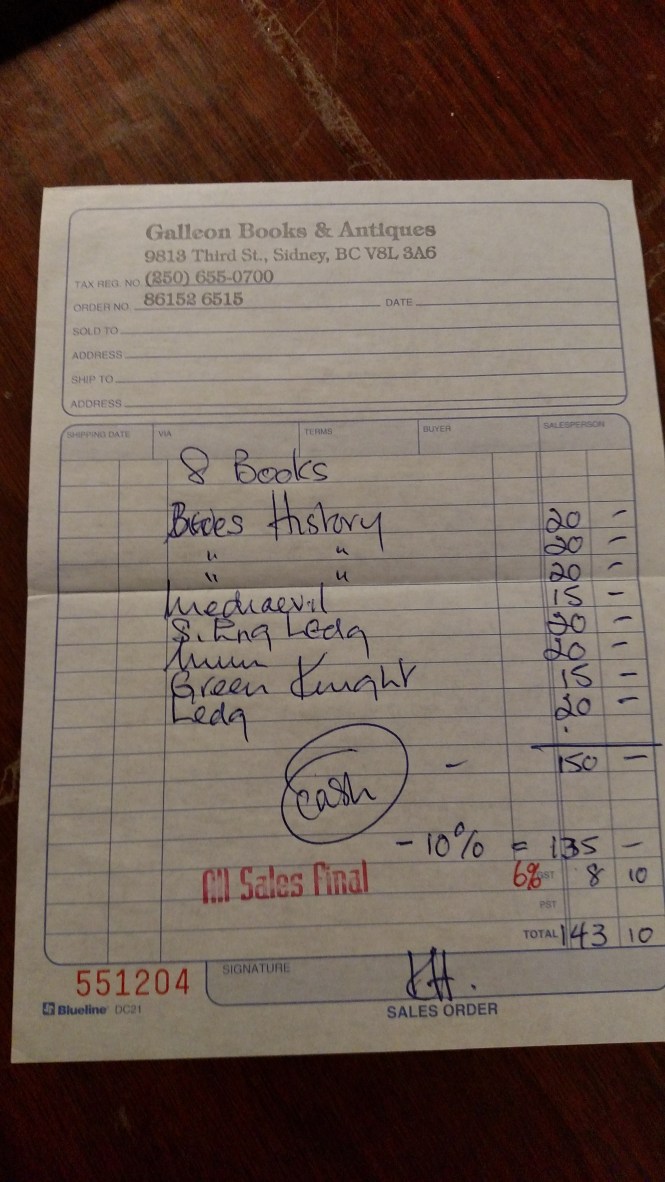 Galleon Books & Antiques
9813 Third St., Sidney, BC V8L 3A6
TAX REG. NO. (250) 655-0700
ORDER NO. 86152 6515 DATE
SOLD TO
ADDRESS
SHIP TO
ADDRESS
SHIPPING DATE VIA TERMS BUYER SALESPERSON
8 Books
Bedes History 20 -
" " 20 -
" " 20 -
Mediaevil 15 -
S. Eng Ledg 20 -
20 -
Green Knight 15 -
Ledg 20 -
- 150 -
cash
- 10% = 135 -
All Sales Final 6% GST 8 10
PST
TOTAL 143 10
551204 SIGNATURE KH.
Blueline DC21 SALES ORDER